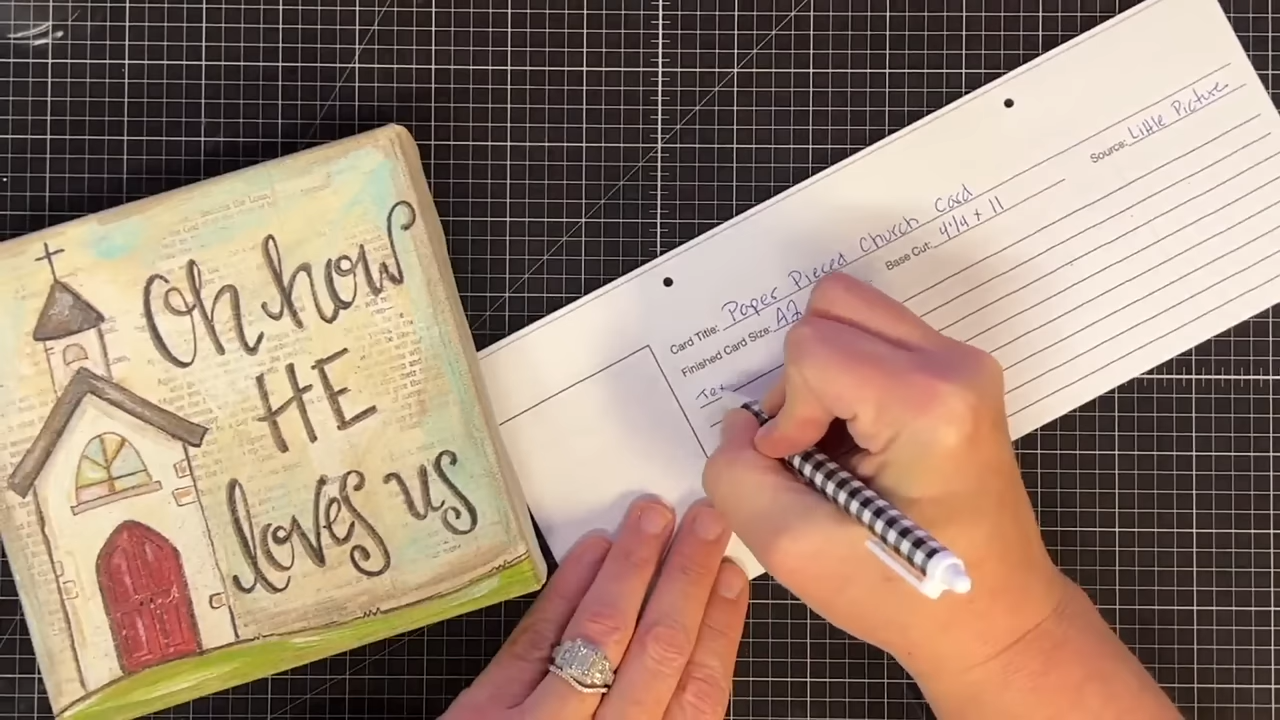 Oh how
HE
loves us
Card Title: Paper Pieced Church Card
Finished Card Size: A2
Base Cut: 4 1/4 + 11
Source: Little Picture
Tex